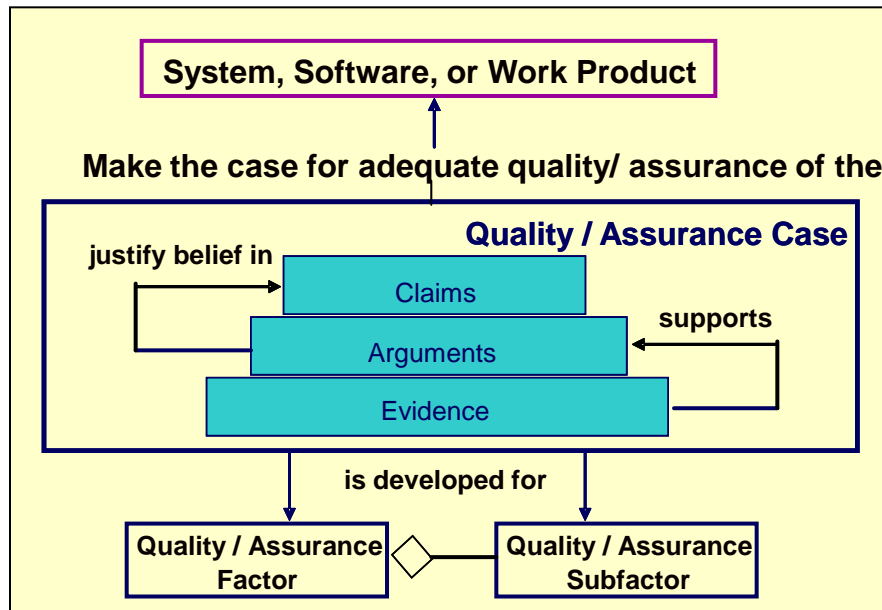 System, Software, or Work Product
Make the case for adequate quality/ assurance of the
Quality / Assurance Case
justify belief in
Claims
supports
Arguments
Evidence
is developed for
Quality / Assurance
Factor
Quality / Assurance
Subfactor